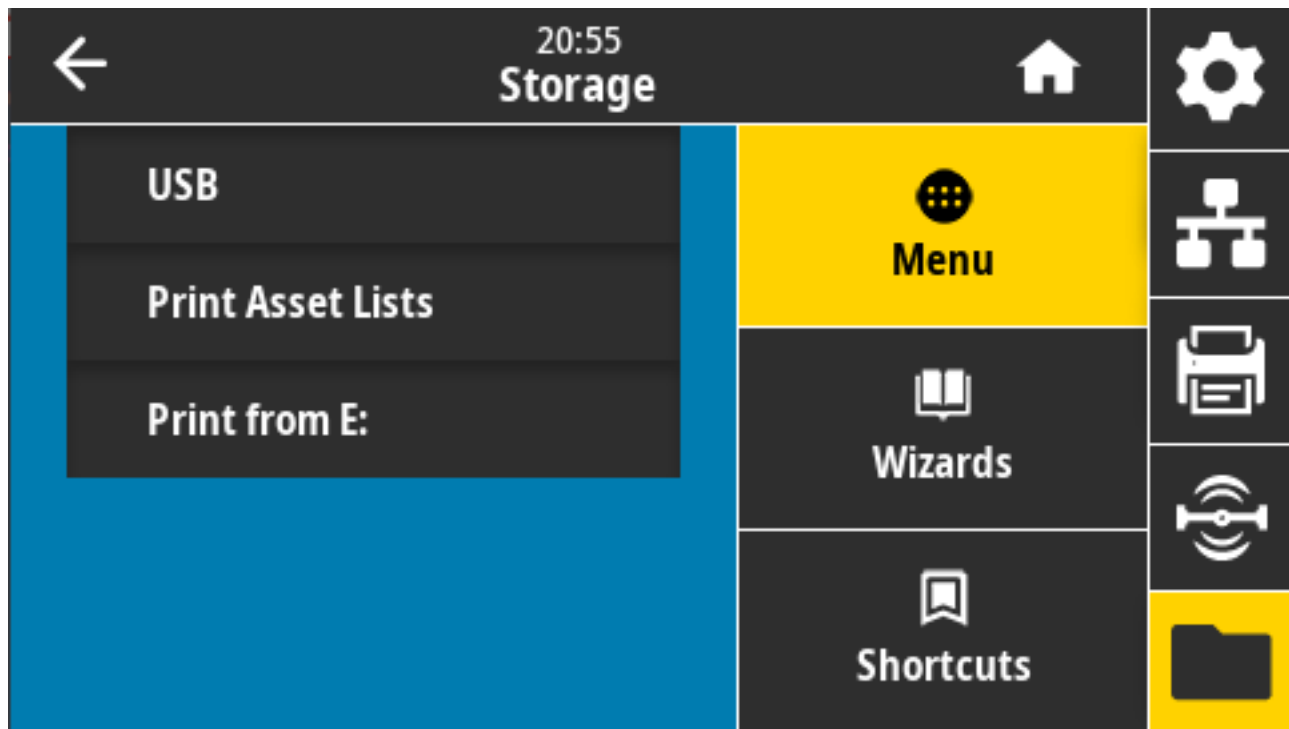 20:55
Storage
USB
Print Asset Lists
Print from E:
Menu
Wizards
Shortcuts